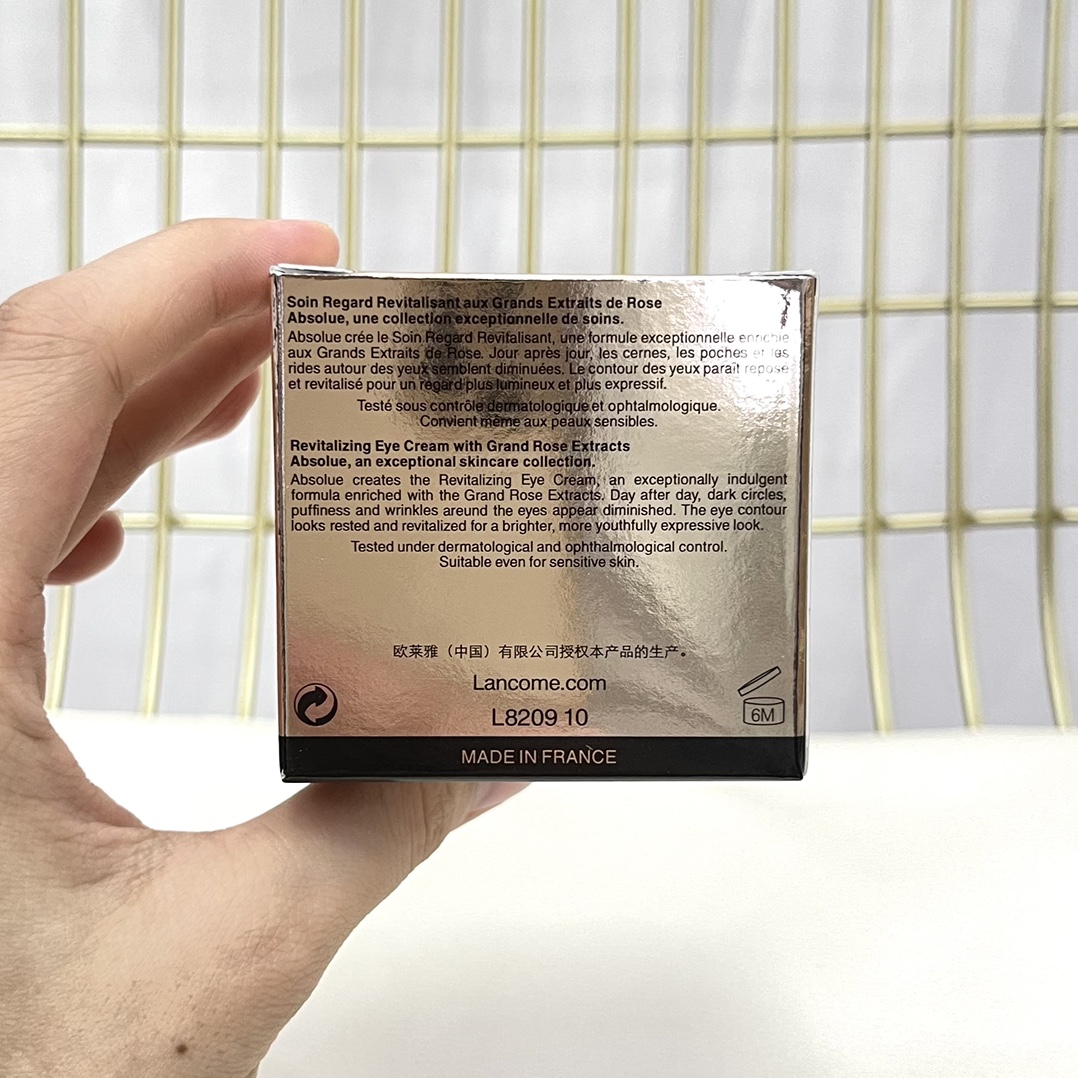 Soin Regard Revitalisant aux Grands Extraits de Rose
Absolue, une collection exceptionnelle de soins.
Absolue crée le Soin Regard Revitalisant, une formule exceptionnelle enrichie
aux Grands Extraits de Rose. Jour après jour, les cernes, les poches et les
rides autour des yeux semblent diminuées. Le contour des yeux paraît reposé
et revitalisé pour un regard plus lumineux et plus expressif.
Testé sous contrôle dermatologique et ophtalmologique.
Convient même aux peaux sensibles.
Revitalizing Eye Cream with Grand Rose Extracts
Absolue, an exceptional skincare collection.
Absolue creates the Revitalizing Eye Cream, an exceptionally indulgent
formula enriched with the Grand Rose Extracts. Day after day, dark circles,
puffiness and wrinkles around the eyes appear diminished. The eye contour
looks rested and revitalized for a brighter, more youthfully expressive look.
Tested under dermatological and ophthalmological control.
Suitable even for sensitive skin.
欧莱雅（中国）有限公司授权本产品的生产。
Lancome.com
L8209 10
6M
MADE IN FRANCE